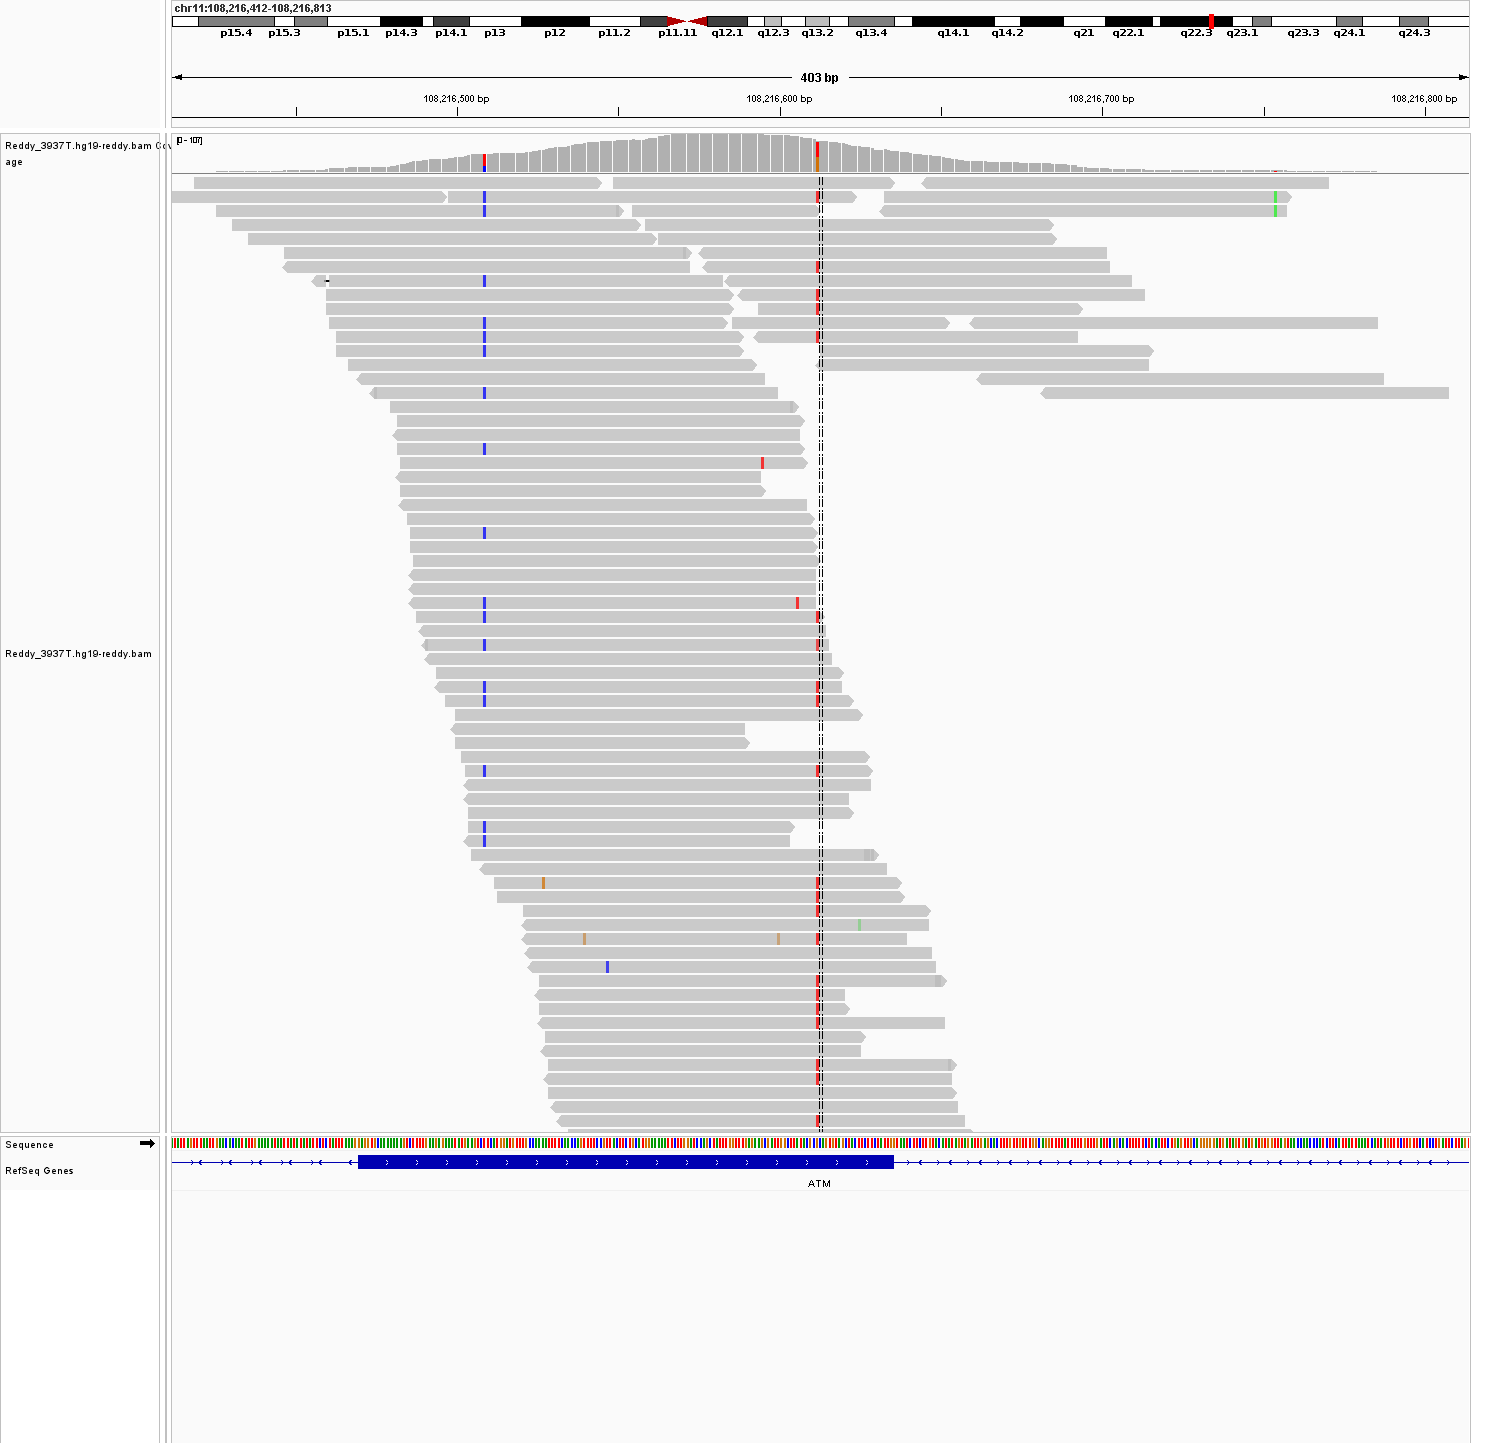 chr11:108,216,412-108,216,813
p15.4 p15.3 p15.1 p14.3 p14.1 p13 p12 p11.2 p11.11 q12.1 q12.3 q13.2 q13.4 q14.1 q14.2 q21 q22.1 q22.3 q23.1 q23.3 q24.1 q24.3
403 bp
108,216,500 bp 108,216,600 bp 108,216,700 bp 108,216,800 bp
[0 - 107]
Reddy_3937T.hg19-reddy.bam Cov
age
Reddy_3937T.hg19-reddy.bam
Sequence
RefSeq Genes
ATM